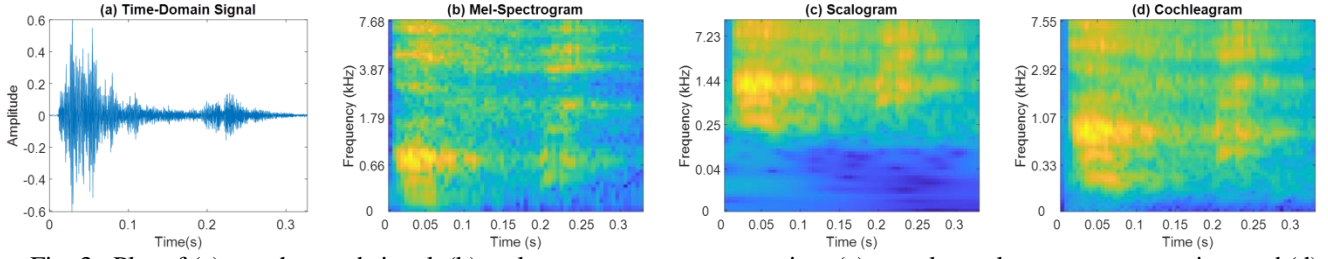 (a) Time-Domain Signal
0.6
0.4
0.2
0
-0.2
-0.4
-0.6
Amplitude
0 0.1 0.2 0.3
Time(s)
(b) Mel-Spectrogram
7.68
3.87
1.79
0.66
0
Frequency (kHz)
0 0.05 0.1 0.15 0.2 0.25 0.3
Time (s)
(c) Scalogram
7.23
1.44
0.25
0.04
0
Frequency (kHz)
0 0.05 0.1 0.15 0.2 0.25 0.3
Time (s)
(d) Cochleagram
7.55
2.92
1.07
0.33
0
Frequency (kHz)
0 0.05 0.1 0.15 0.2 0.25 0.3
Time (s)